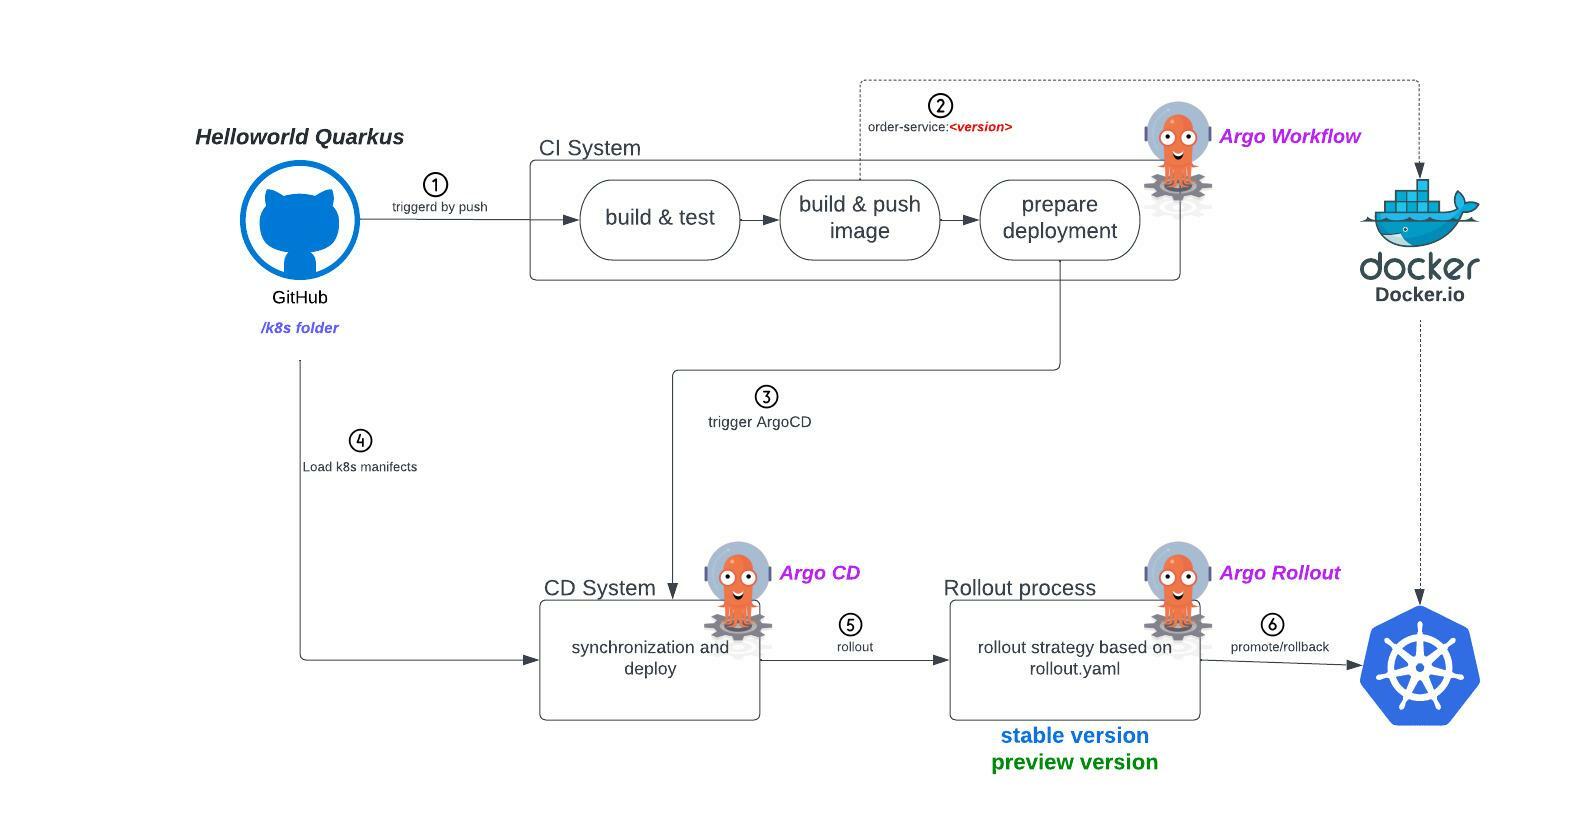 Helloworld Quarkus
GitHub
/k8s folder
1
triggerd by push
CI System
build & test
build & push
image
prepare
deployment
2
order-service:<version>
Argo Workflow
docker
Docker.io
3
trigger ArgoCD
4
Load k8s manifects
CD System
Argo CD
synchronization and
deploy
5
rollout
Rollout process
Argo Rollout
rollout strategy based on
rollout.yaml
stable version
preview version
6
promote/rollback